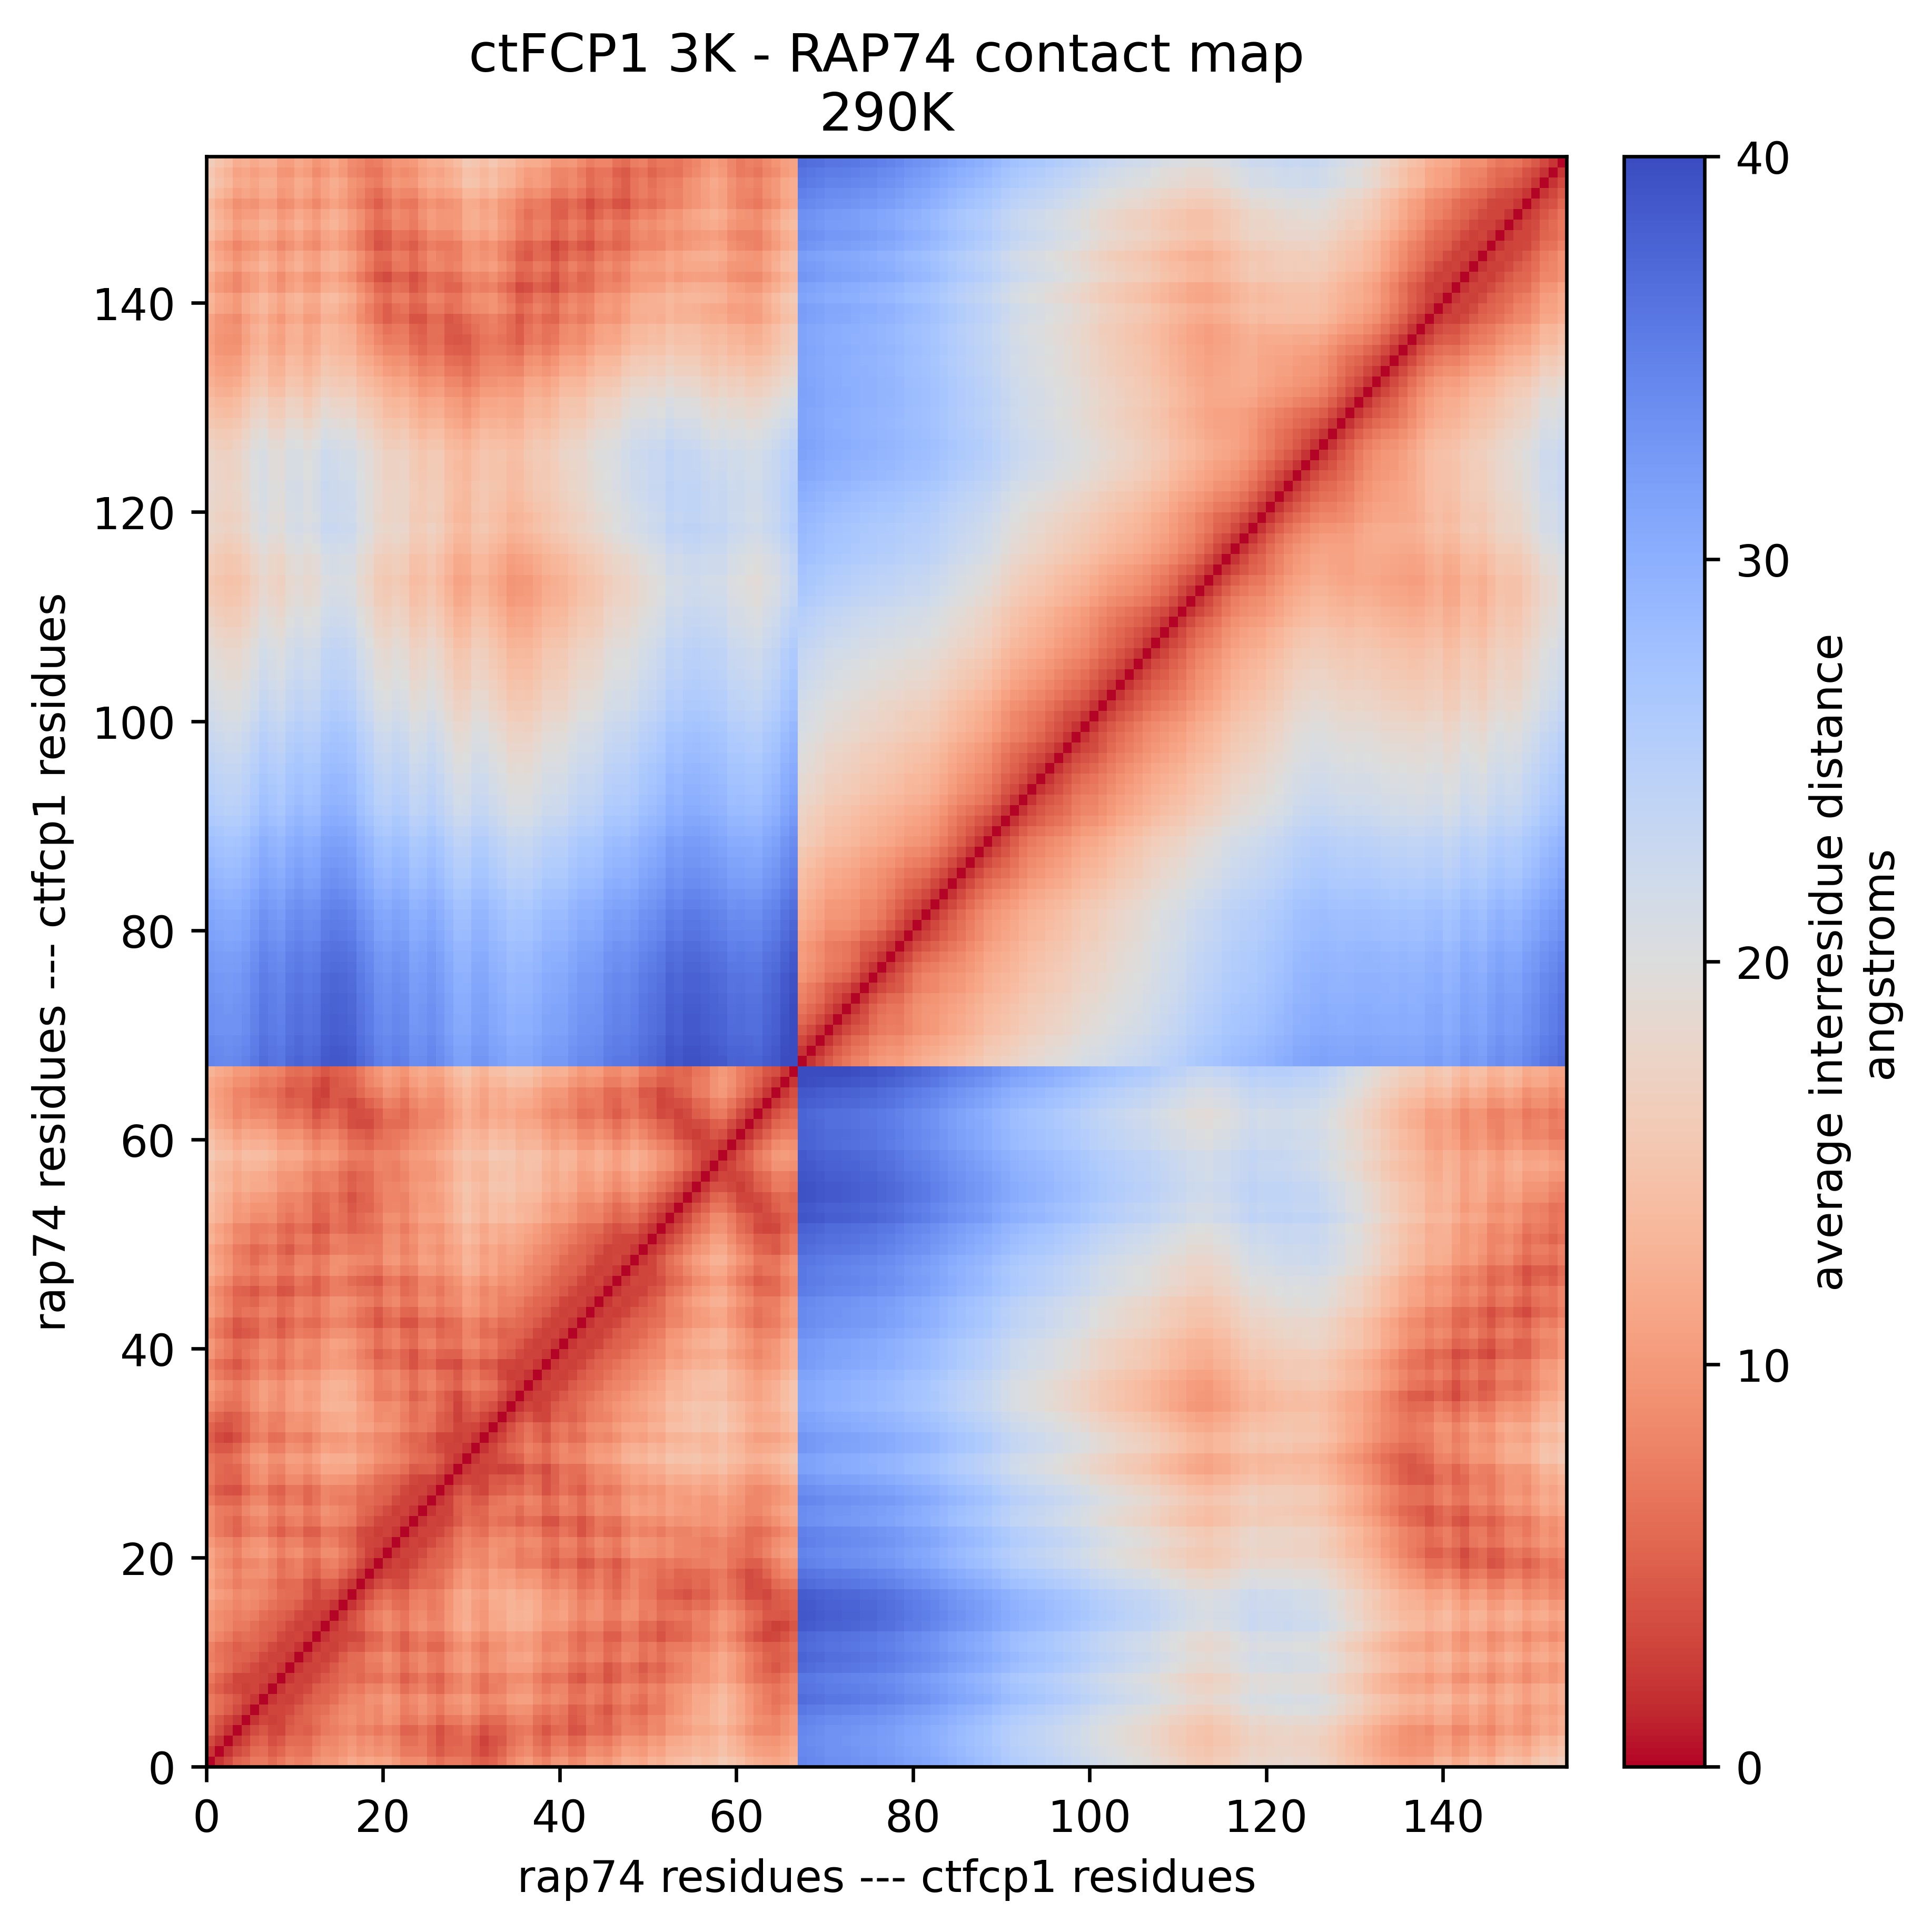 ctFCP1 3K - RAP74 contact map
290K
rap74 residues --- ctfcp1 residues
140
120
100
80
60
40
20
0
0 20 40 60 80 100 120 140
rap74 residues --- ctfcp1 residues
40
30
20
10
0
average interresidue distance
angstroms